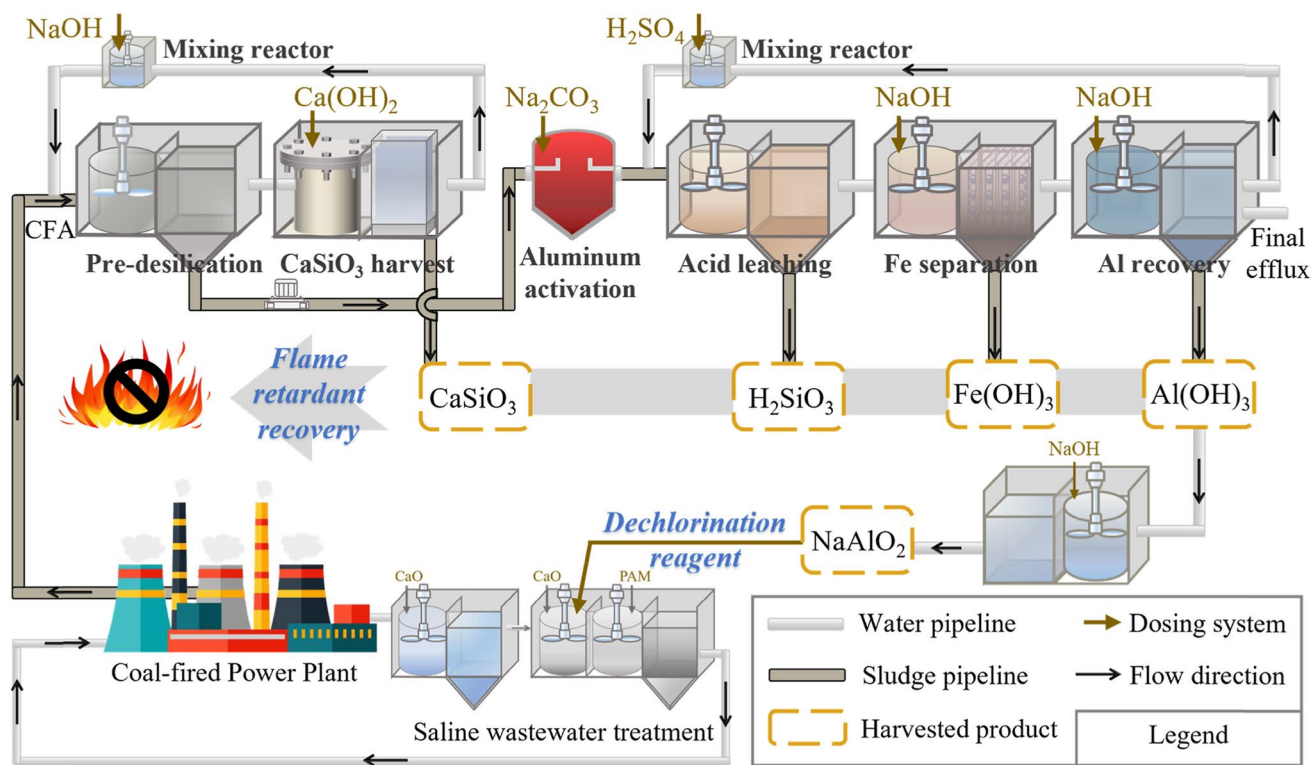 NaOH
Mixing reactor
H₂SO₄
Mixing reactor
Ca(OH)₂
Na₂CO₃
NaOH
NaOH
CFA
Pre-desilication
CaSiO₃ harvest
Aluminum
activation
Acid leaching
Fe separation
Al recovery
Final
efflux
Flame
retardant
recovery
CaSiO₃
H₂SiO₃
Fe(OH)₃
Al(OH)₃
NaOH
Dechlorination
reagent
NaAlO₂
CaO
CaO
PAM
Coal-fired Power Plant
Saline wastewater treatment
Water pipeline
Dosing system
Sludge pipeline
Flow direction
Harvested product
Legend